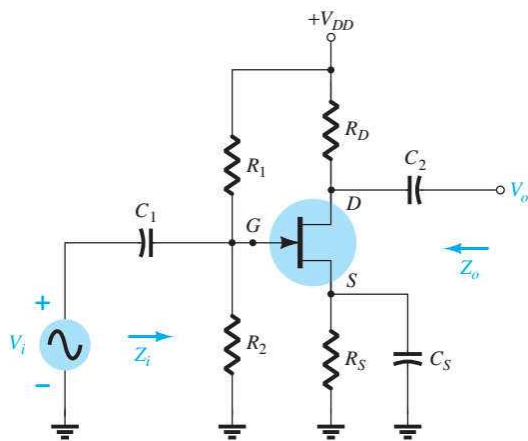 +V_DD
R_D
R_1
C_2
V_o
D
C_1
G
Z_o
S
+
V_i
Z_i
R_2
R_S
C_S
−